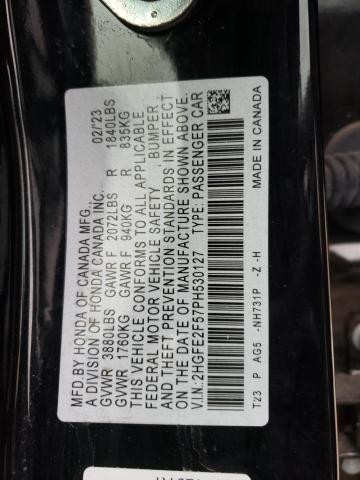 MFD.BY HONDA OF CANADA MFG., 02/'23
A DIVISION OF HONDA CANADA INC.
GVWR 3880LBS GAWR F 2072LBS R 1840LBS
GVWR 1760KG GAWR F 940KG R 835KG
THIS VEHICLE CONFORMS TO ALL APPLICABLE
FEDERAL MOTOR VEHICLE SAFETY BUMPER,
AND THEFT PREVENTION STANDARDS IN EFFECT
ON THE DATE OF MANUFACTURE SHOWN ABOVE.
V.I.N.:2HGFE2F57PH530127 TYPE: PASSENGER CAR
T23 P AG5 -NH731P -Z -H MADE IN CANADA